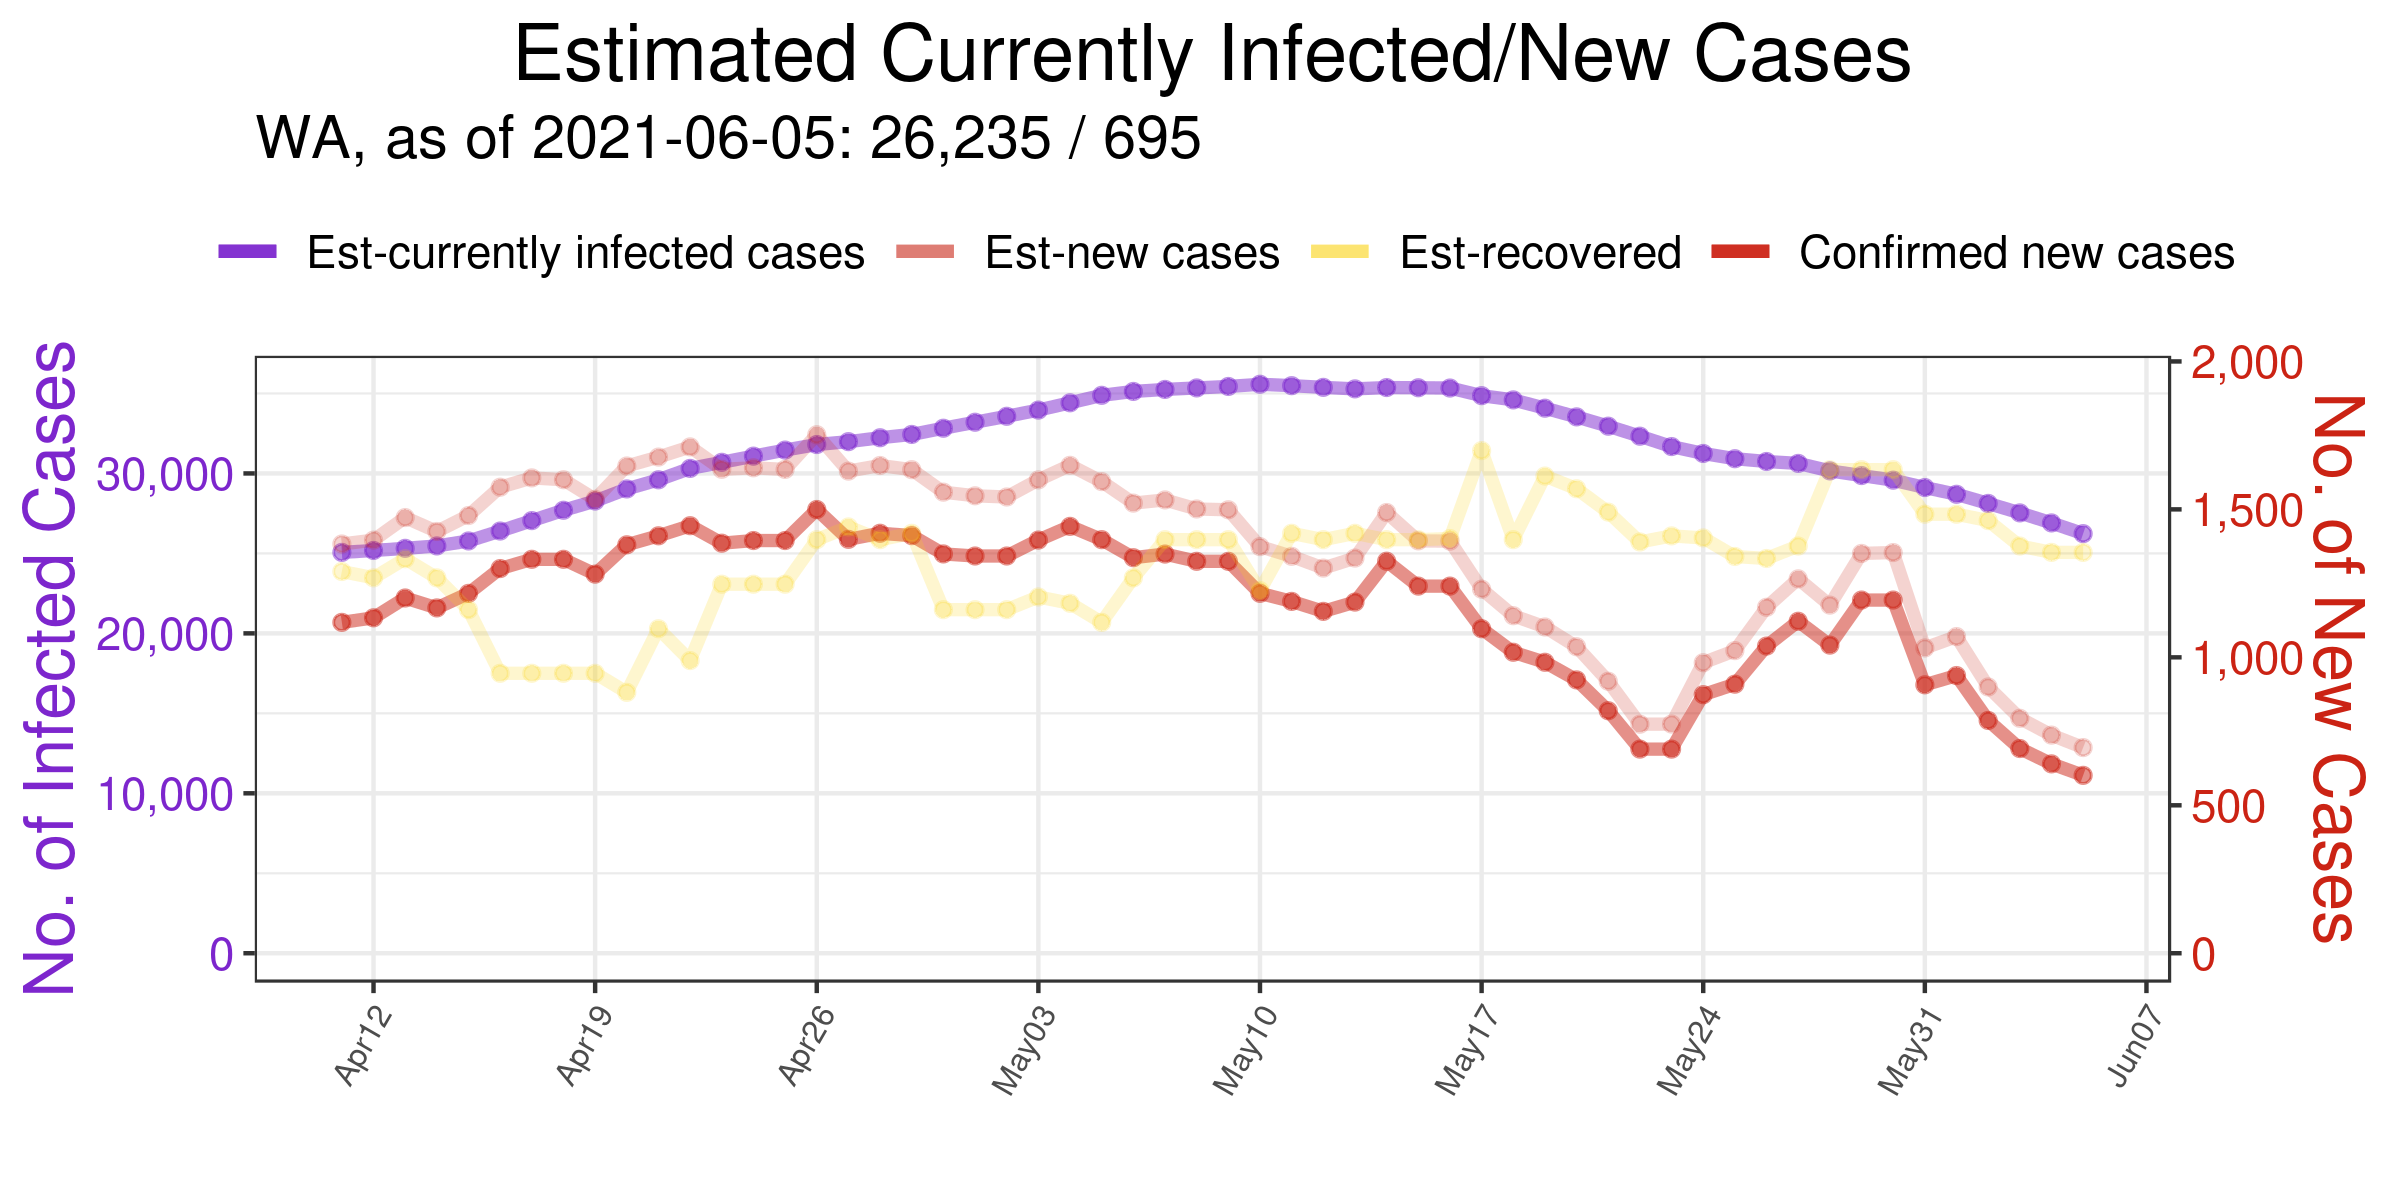 Estimated Currently Infected/New Cases
WA, as of 2021-06-05: 26,235 / 695
Est-currently infected cases Est-new cases Est-recovered Confirmed new cases
No. of Infected Cases
30,000
20,000
10,000
0
2,000
1,500
1,000
500
0
No. of New Cases
Apr12 Apr19 Apr26 May03 May10 May17 May24 May31 Jun07